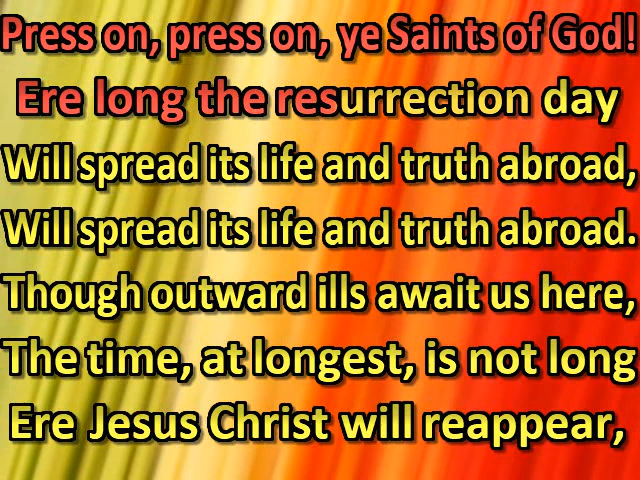 Press on, press on, ye Saints of God!
Ere long the resurrection day
Will spread its life and truth abroad,
Will spread its life and truth abroad.
Though outward ills await us here,
The time, at longest, is not long
Ere Jesus Christ will reappear,